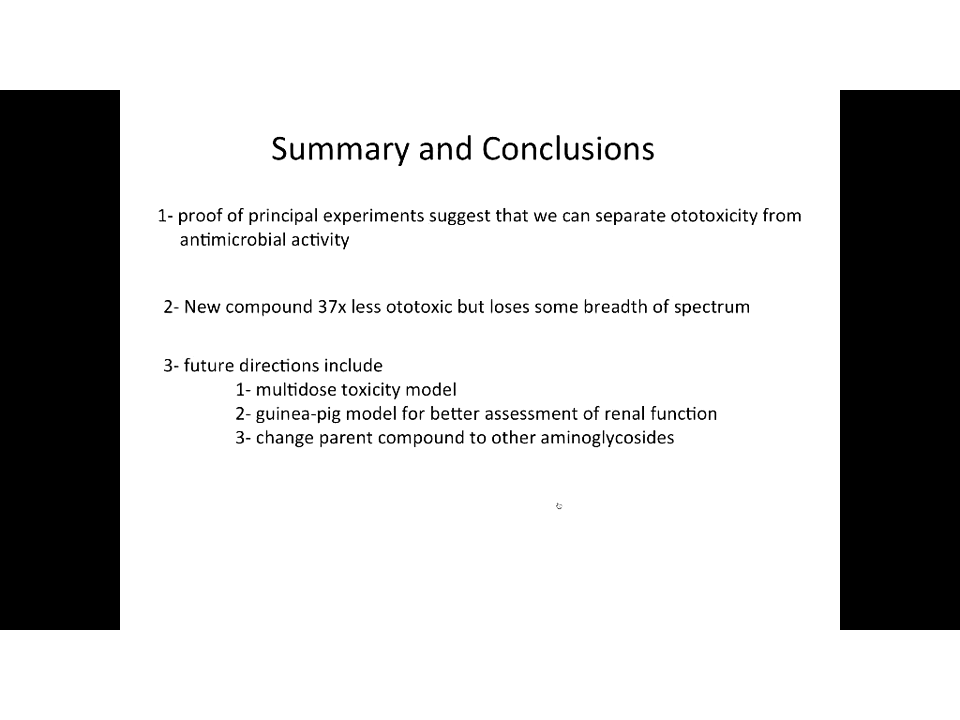 Summary and Conclusions
1- proof of principal experiments suggest that we can separate ototoxicity from
antimicrobial activity
2- New compound 37x less ototoxic but loses some breadth of spectrum
3- future directions include
1- multidose toxicity model
2- guinea-pig model for better assessment of renal function
3- change parent compound to other aminoglycosides